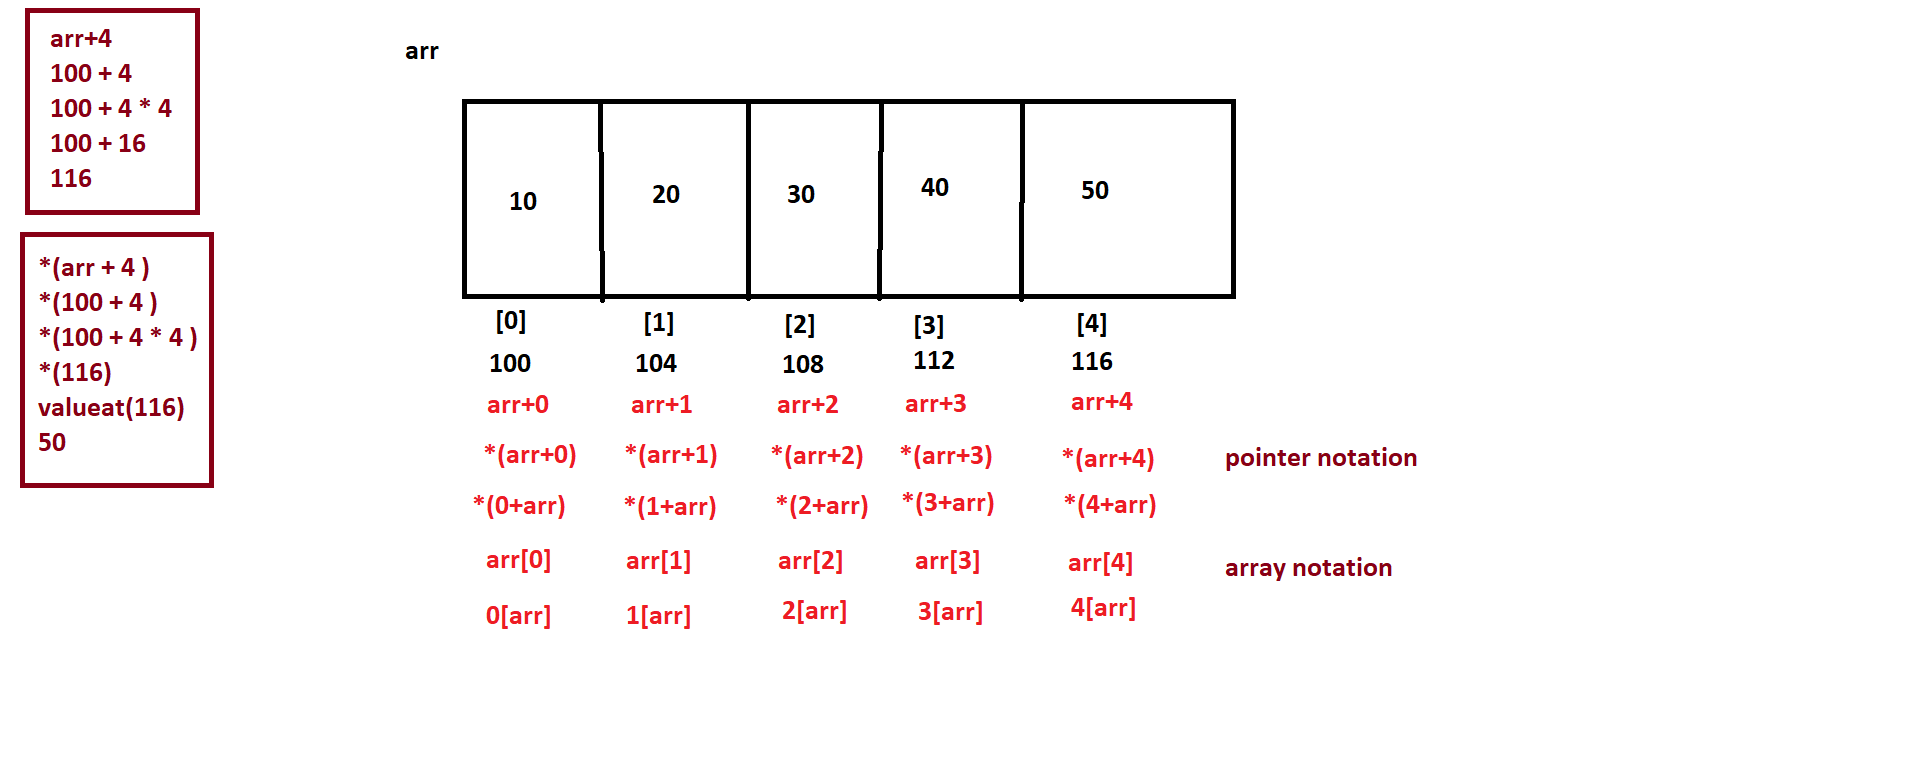 arr+4
100 + 4
100 + 4 * 4
100 + 16
116
*(arr + 4 )
*(100 + 4 )
*(100 + 4 * 4 )
*(116)
valueat(116)
50
arr
10 20 30 40 50
[0] [1] [2] [3] [4]
100 104 108 112 116
arr+0 arr+1 arr+2 arr+3 arr+4
*(arr+0) *(arr+1) *(arr+2) *(arr+3) *(arr+4) pointer notation
*(0+arr) *(1+arr) *(2+arr) *(3+arr) *(4+arr)
arr[0] arr[1] arr[2] arr[3] arr[4] array notation
0[arr] 1[arr] 2[arr] 3[arr] 4[arr]